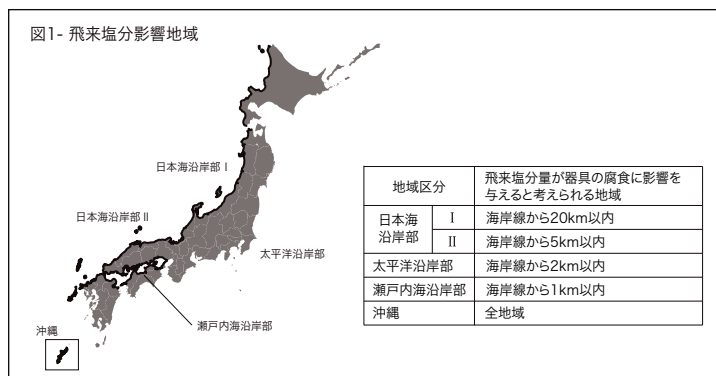 図1- 飛来塩分影響地域
日本海沿岸部Ⅰ
日本海沿岸部Ⅱ
太平洋沿岸部
瀬戸内海沿岸部
沖縄
地域区分
飛来塩分量が器具の腐食に影響を
与えると考えられる地域
日本海
沿岸部
Ⅰ
海岸線から20km以内
Ⅱ
海岸線から5km以内
太平洋沿岸部
海岸線から2km以内
瀬戸内海沿岸部
海岸線から1km以内
沖縄
全地域